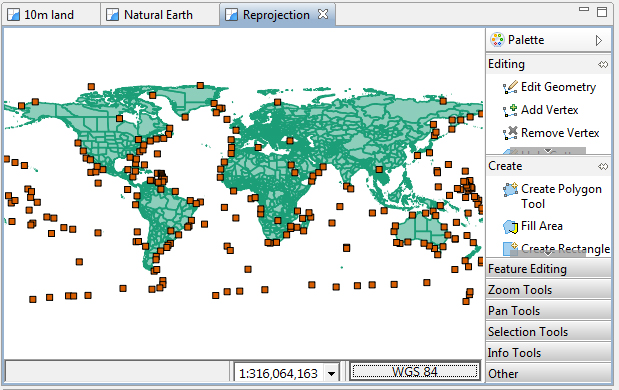 10m land
Natural Earth
Reprojection
Palette
Editing
Edit Geometry
Add Vertex
Remove Vertex
Create
Create Polygon
Tool
Fill Area
Create Rectangle
Feature Editing
Zoom Tools
Pan Tools
Selection Tools
Info Tools
Other
1:316,064,163
WGS 84